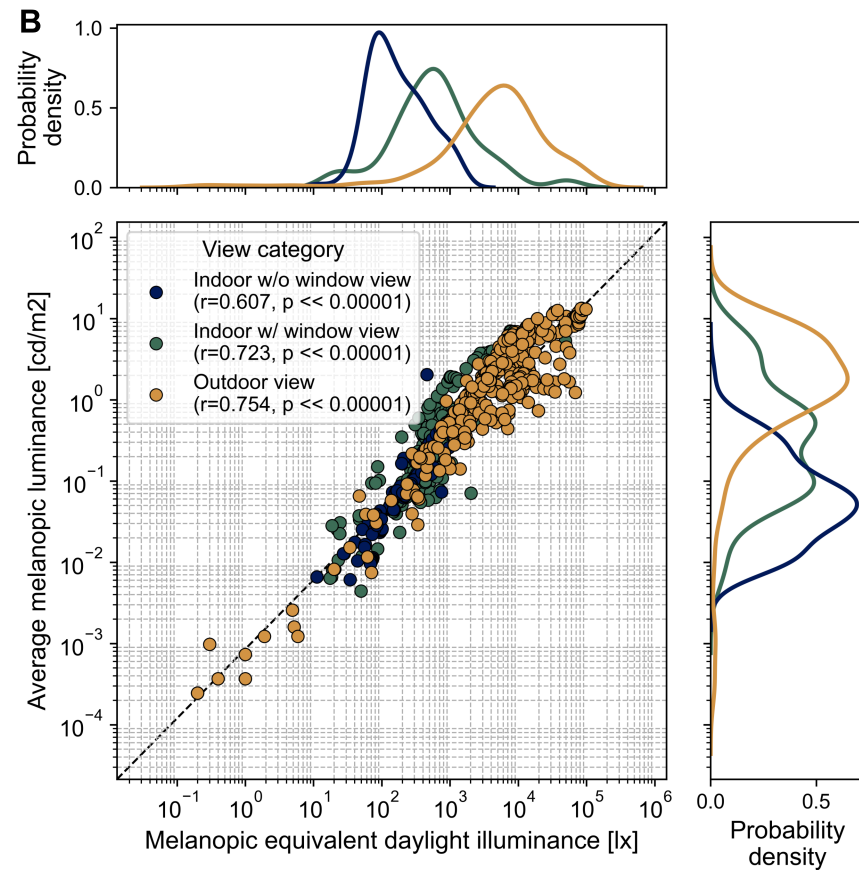 B
Probability
density
1.0
0.5
0.0
Average melanopic luminance [cd/m2]
10²
10¹
10⁰
10⁻¹
10⁻²
10⁻³
10⁻⁴
View category
Indoor w/o window view
(r=0.607, p << 0.00001)
Indoor w/ window view
(r=0.723, p << 0.00001)
Outdoor view
(r=0.754, p << 0.00001)
10⁻¹ 10⁰ 10¹ 10² 10³ 10⁴ 10⁵ 10⁶
Melanopic equivalent daylight illuminance [lx]
0.0 0.5
Probability
density